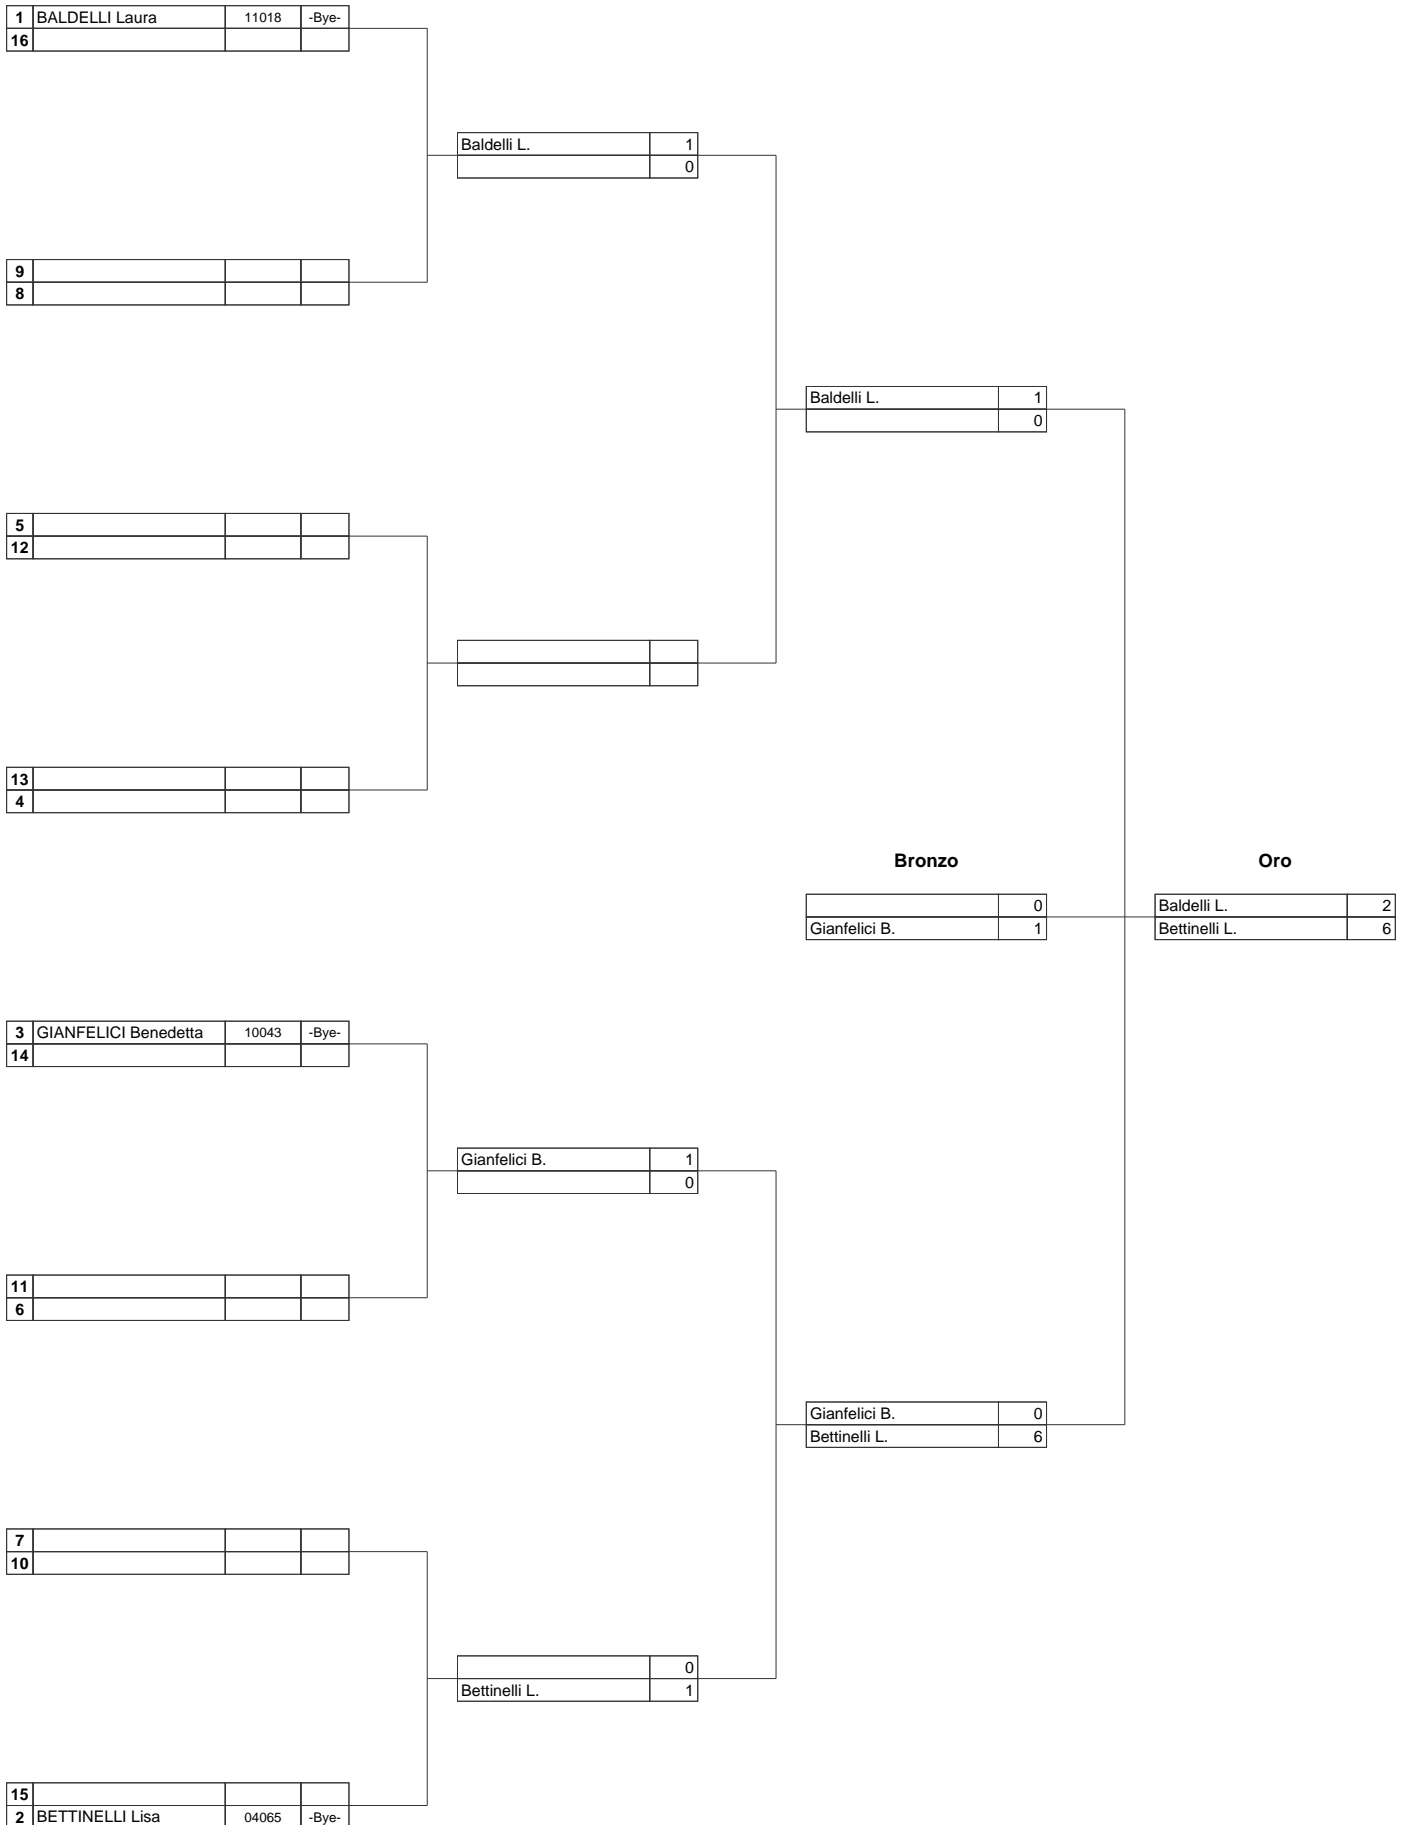 1 BALDELLI Laura 11018 -Bye-
16
Baldelli L. 1
0
9
8
Baldelli L. 1
0
5
12
13
4
Bronzo Oro
0 Baldelli L. 2
Gianfelici B. 1 Bettinelli L. 6
3 GIANFELICI Benedetta 10043 -Bye-
14
Gianfelici B. 1
0
11
6
Gianfelici B. 0
Bettinelli L. 6
7
10
0
Bettinelli L. 1
15
2 BETTINELLI Lisa 04065 -Bye-